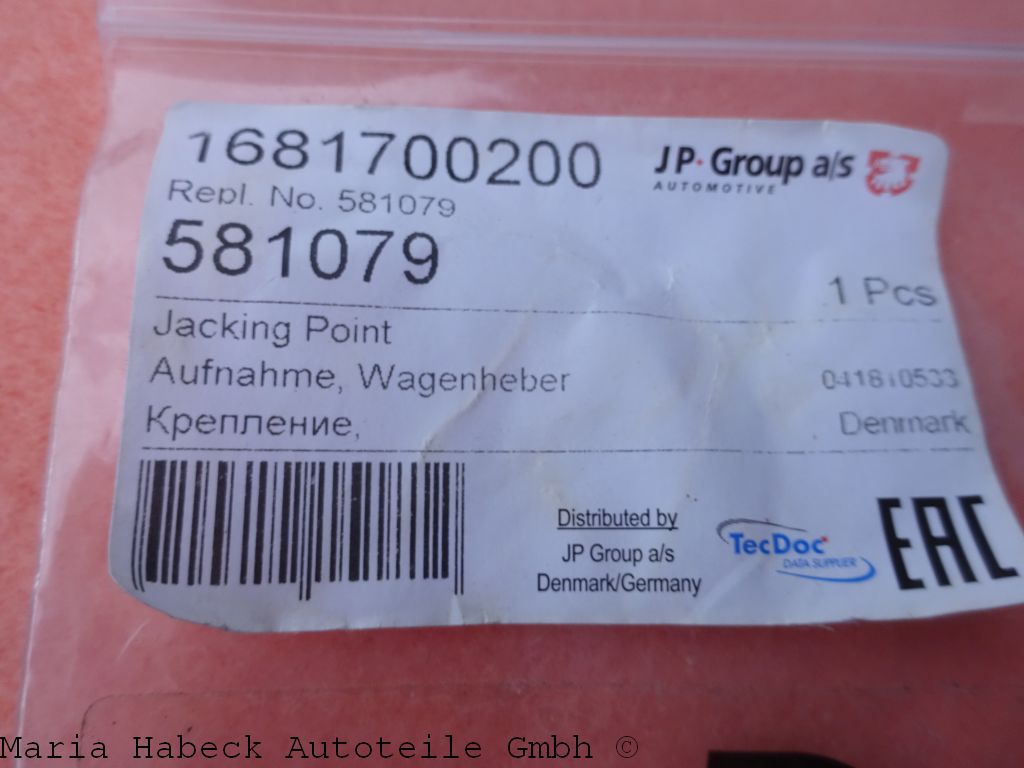 1681700200
JP Group a/s
AUTOMOTIVE
Repl. No. 581079
581079
1 Pcs
Jacking Point
Aufnahme, Wagenheber
Крепление,
Denmark
Distributed by
JP Group a/s
Denmark/Germany
TecDoc
DATA SUPPLIER
EAC
Maria Habeck Autoteile Gmbh ©